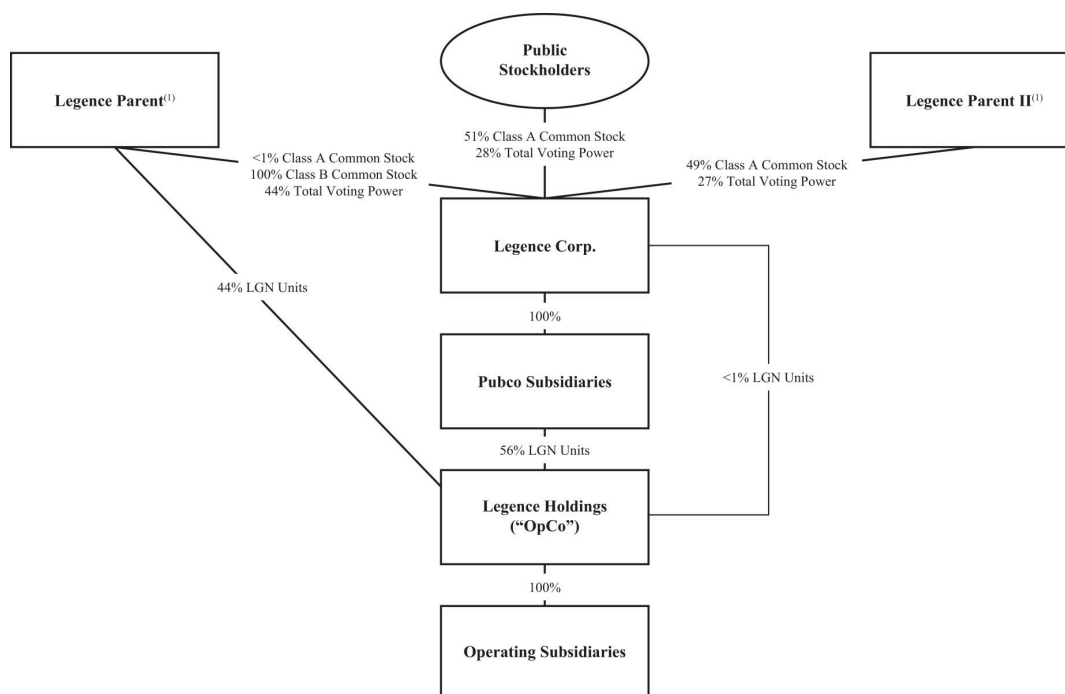 Public
Stockholders
Legence Parent(1)
Legence Parent II(1)
51% Class A Common Stock
28% Total Voting Power
<1% Class A Common Stock
100% Class B Common Stock
44% Total Voting Power
49% Class A Common Stock
27% Total Voting Power
Legence Corp.
44% LGN Units
100%
Pubco Subsidiaries
<1% LGN Units
56% LGN Units
Legence Holdings
(“OpCo”)
100%
Operating Subsidiaries